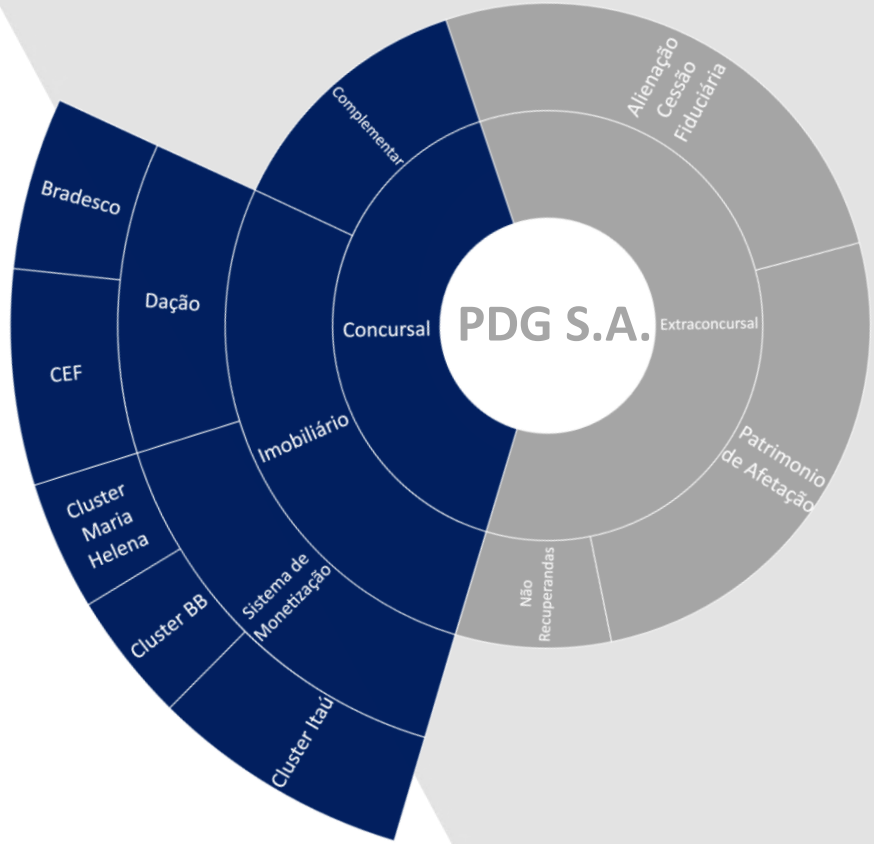 Alienação
Cessão
Fiduciária
Complementar
Bradesco
Dação
CEF
Concursal
PDG S.A.
Extraconcursal
Imobiliário
Patrimonio
de Afetação
Cluster
Maria
Helena
Cluster BB
Sistema de
Monetização
Não
Recuperandas
Cluster Itaú